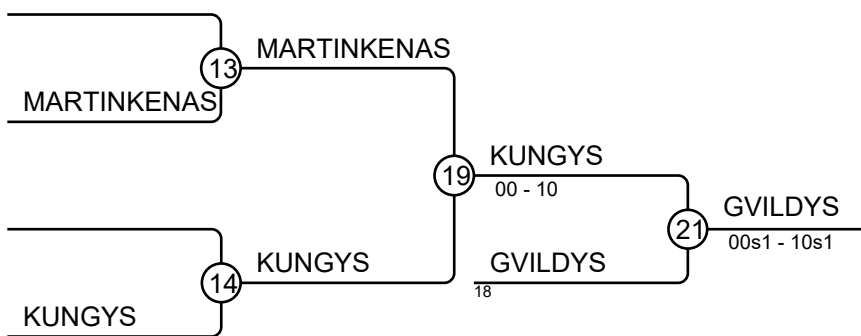 MARTINKENAS
13
MARTINKENAS
KUNGYS
19
00 - 10
GVILDYS
21
00s1 - 10s1
KUNGYS
14
KUNGYS
GVILDYS
18